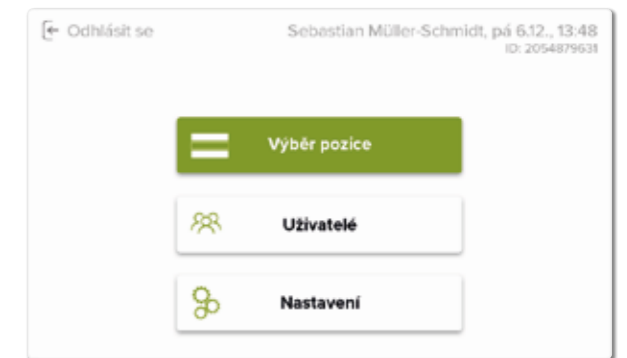 Odhlásit se
Sebastian Müller-Schmidt, pá 6.12., 13:48
ID: 2054879631
Výběr pozice
Uživatelé
Nastavení